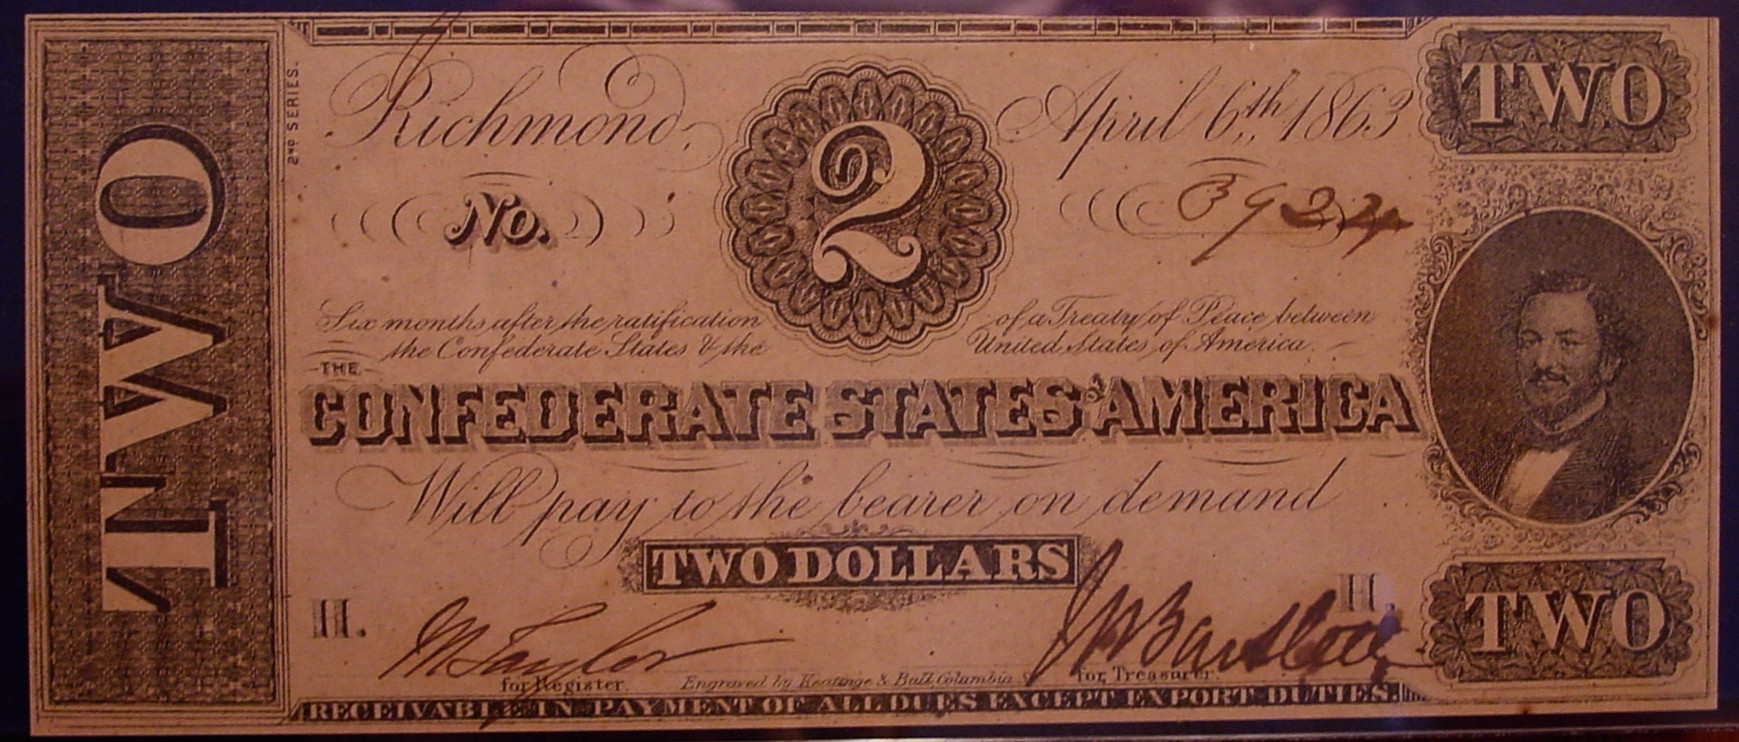 TWO
2ND SERIES.
Richmond, April 6th, 1863
2
TWO
No. 3924
Six months after the ratification of a Treaty of Peace between
the Confederate States & the United States of America
THE
CONFEDERATE STATES OF AMERICA
Will pay to the bearer on demand
TWO DOLLARS
H. H.
TWO
for Register. Engraved by Keatinge & Ball, Columbia S for Treasurer.
RECEIVABLE IN PAYMENT OF ALL DUES EXCEPT EXPORT DUTIES.